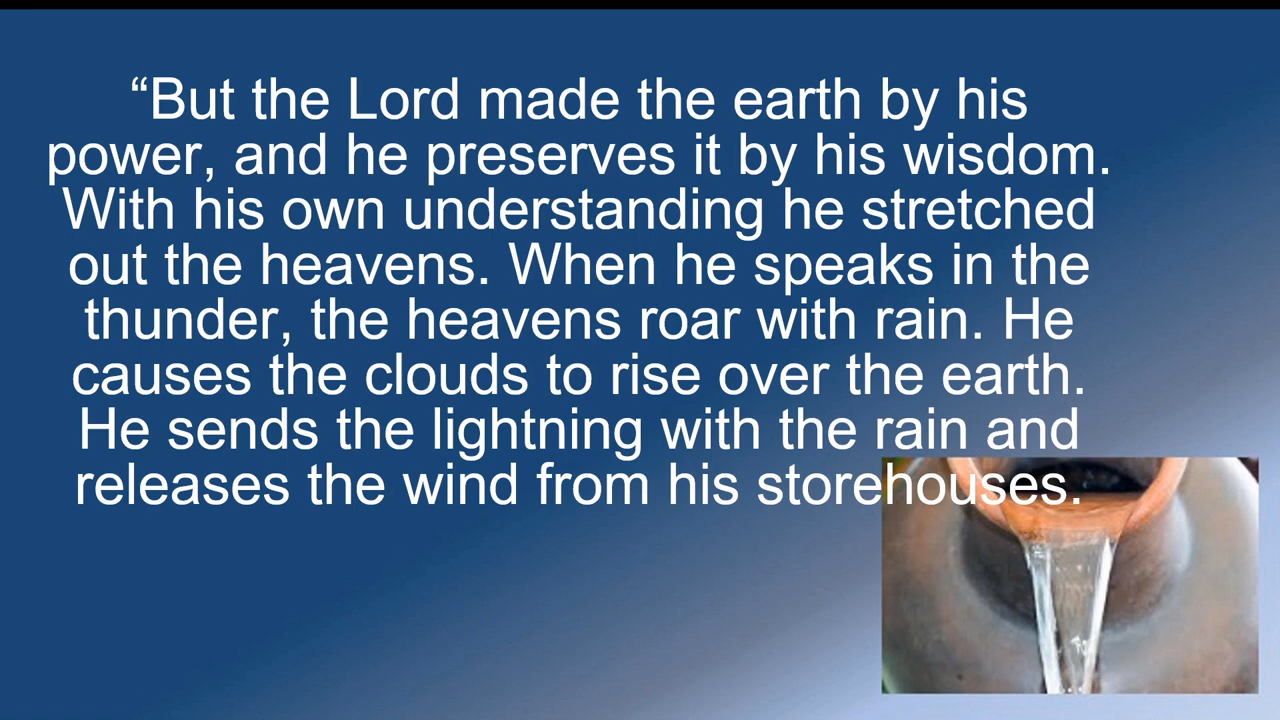 “But the Lord made the earth by his
power, and he preserves it by his wisdom.
With his own understanding he stretched
out the heavens. When he speaks in the
thunder, the heavens roar with rain. He
causes the clouds to rise over the earth.
He sends the lightning with the rain and
releases the wind from his storehouses.